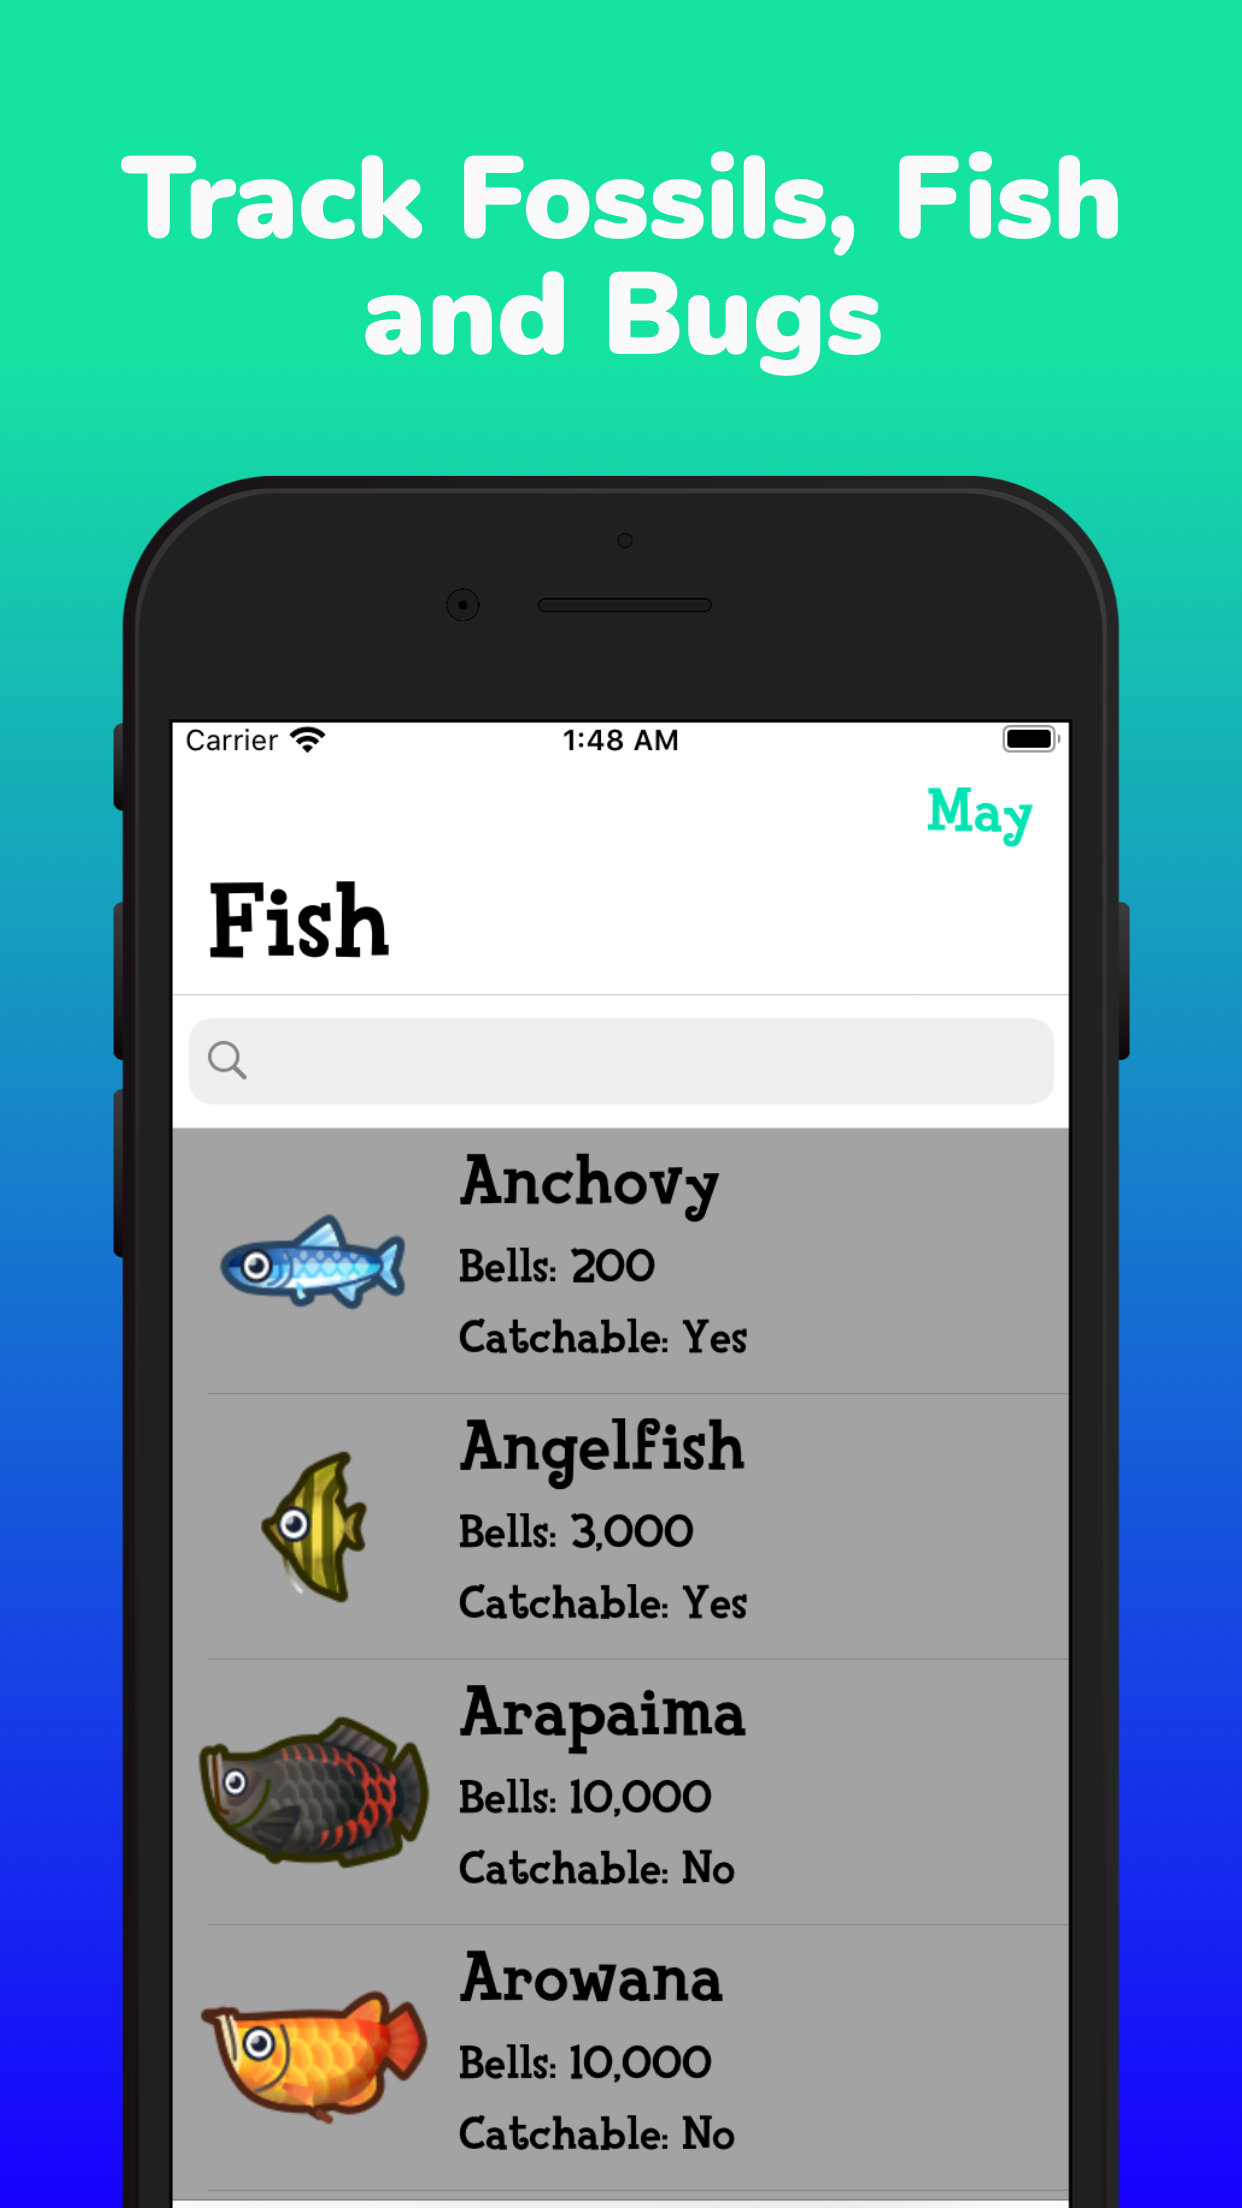 Track Fossils, Fish
and Bugs
Carrier
1:48 AM
May
Fish
Anchovy
Bells: 200
Catchable: Yes
Angelfish
Bells: 3,000
Catchable: Yes
Arapaima
Bells: 10,000
Catchable: No
Arowana
Bells: 10,000
Catchable: No